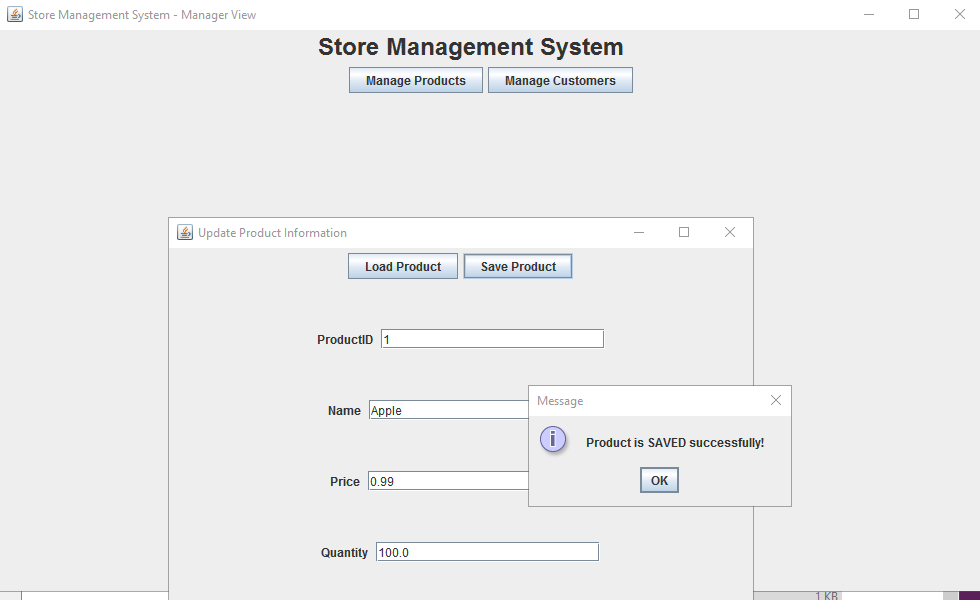 Store Management System - Manager View
Store Management System
Manage Products Manage Customers
Update Product Information
Load Product Save Product
ProductID 1
Name Apple
Message
Product is SAVED successfully!
Price 0.99
OK
Quantity 100.0
1 KB